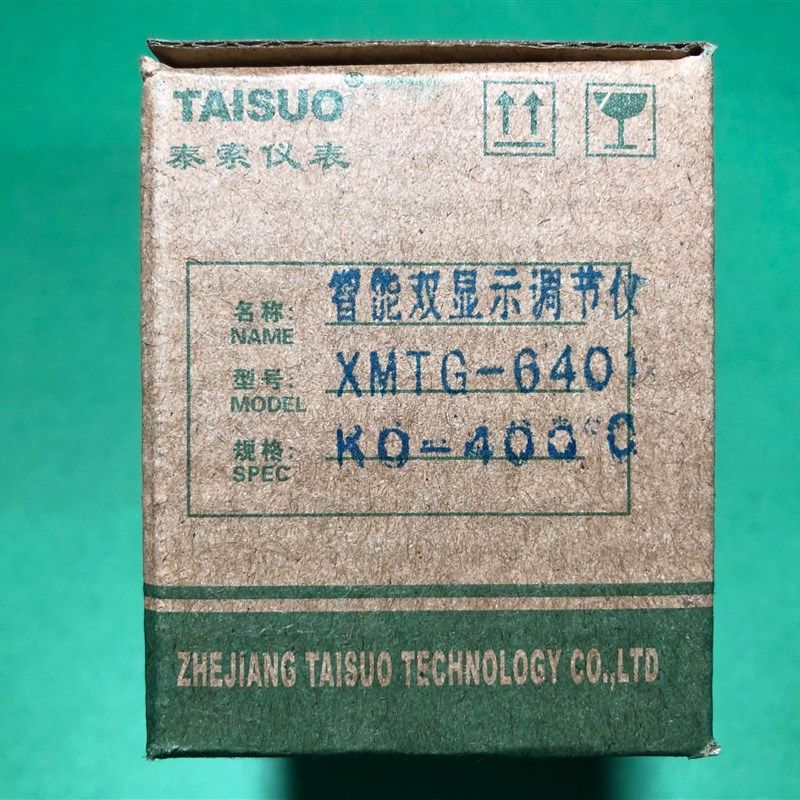 TAISUO®
泰索仪表
名称: 智能双显示调节仪
NAME
型号: XMTG-6401
MODEL
规格: K0-400°C
SPEC
ZHEJIANG TAISUO TECHNOLOGY CO.,LTD